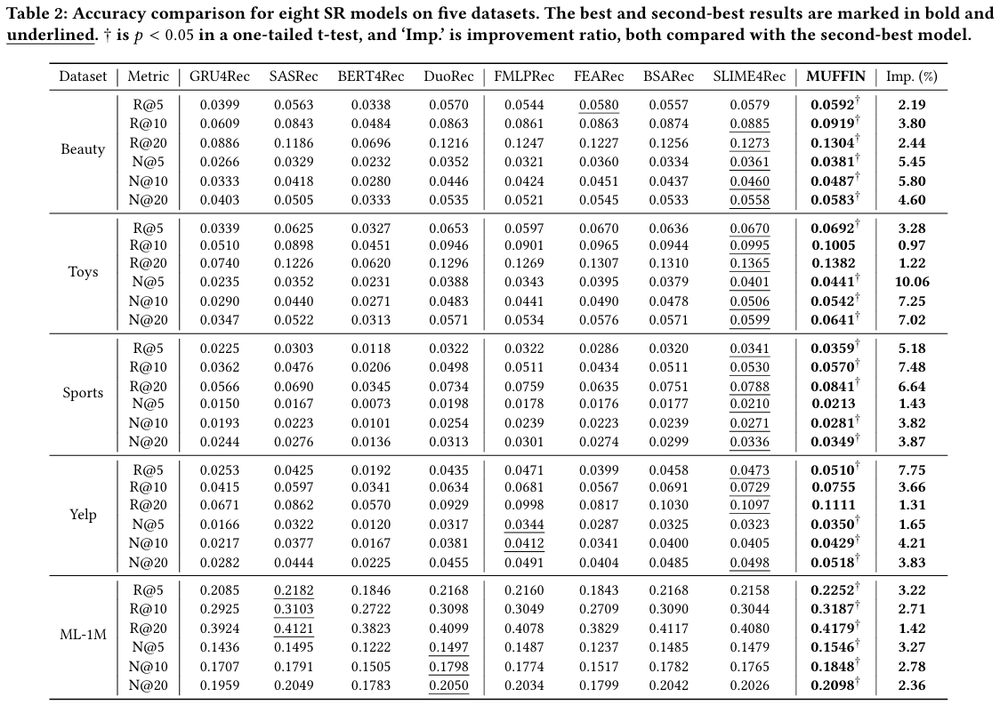 Table 2: Accuracy comparison for eight SR models on five datasets. The best and second-best results are marked in bold and
underlined. † is p < 0.05 in a one-tailed t-test, and ‘Imp.’ is improvement ratio, both compared with the second-best model.
Dataset Metric GRU4Rec SASRec BERT4Rec DuoRec FMLPRec FEARec BSARec SLIME4Rec MUFFIN Imp. (%)
Beauty
R@5 0.0399 0.0563 0.0338 0.0570 0.0544 0.0580 0.0557 0.0579 0.0592† 2.19
R@10 0.0609 0.0843 0.0484 0.0863 0.0861 0.0863 0.0874 0.0885 0.0919† 3.80
R@20 0.0886 0.1186 0.0696 0.1216 0.1247 0.1227 0.1256 0.1273 0.1304† 2.44
N@5 0.0266 0.0329 0.0232 0.0352 0.0321 0.0360 0.0334 0.0361 0.0381† 5.45
N@10 0.0333 0.0418 0.0280 0.0446 0.0424 0.0451 0.0437 0.0460 0.0487† 5.80
N@20 0.0403 0.0505 0.0333 0.0535 0.0521 0.0545 0.0533 0.0558 0.0583† 4.60
Toys
R@5 0.0339 0.0625 0.0327 0.0653 0.0597 0.0670 0.0636 0.0670 0.0692† 3.28
R@10 0.0510 0.0898 0.0451 0.0946 0.0901 0.0965 0.0944 0.0995 0.1005 0.97
R@20 0.0740 0.1226 0.0620 0.1296 0.1269 0.1307 0.1310 0.1365 0.1382 1.22
N@5 0.0235 0.0352 0.0231 0.0388 0.0343 0.0395 0.0379 0.0401 0.0441† 10.06
N@10 0.0290 0.0440 0.0271 0.0483 0.0441 0.0490 0.0478 0.0506 0.0542† 7.25
N@20 0.0347 0.0522 0.0313 0.0571 0.0534 0.0576 0.0571 0.0599 0.0641† 7.02
Sports
R@5 0.0225 0.0303 0.0118 0.0322 0.0322 0.0286 0.0320 0.0341 0.0359† 5.18
R@10 0.0362 0.0476 0.0206 0.0498 0.0511 0.0434 0.0511 0.0530 0.0570† 7.48
R@20 0.0566 0.0690 0.0345 0.0734 0.0759 0.0635 0.0751 0.0788 0.0841† 6.64
N@5 0.0150 0.0167 0.0073 0.0198 0.0178 0.0176 0.0177 0.0210 0.0213 1.43
N@10 0.0193 0.0223 0.0101 0.0254 0.0239 0.0223 0.0239 0.0271 0.0281† 3.82
N@20 0.0244 0.0276 0.0136 0.0313 0.0301 0.0274 0.0299 0.0336 0.0349† 3.87
Yelp
R@5 0.0253 0.0425 0.0192 0.0435 0.0471 0.0399 0.0458 0.0473 0.0510† 7.75
R@10 0.0415 0.0597 0.0341 0.0634 0.0681 0.0567 0.0691 0.0729 0.0755 3.66
R@20 0.0671 0.0862 0.0570 0.0929 0.0998 0.0817 0.1030 0.1097 0.1111 1.31
N@5 0.0166 0.0322 0.0120 0.0317 0.0344 0.0287 0.0325 0.0323 0.0350† 1.65
N@10 0.0217 0.0377 0.0167 0.0381 0.0412 0.0341 0.0400 0.0405 0.0429† 4.21
N@20 0.0282 0.0444 0.0225 0.0455 0.0491 0.0404 0.0485 0.0498 0.0518† 3.83
ML-1M
R@5 0.2085 0.2182 0.1846 0.2168 0.2160 0.1843 0.2168 0.2158 0.2252† 3.22
R@10 0.2925 0.3103 0.2722 0.3098 0.3049 0.2709 0.3090 0.3044 0.3187† 2.71
R@20 0.3924 0.4121 0.3823 0.4099 0.4078 0.3829 0.4117 0.4080 0.4179† 1.42
N@5 0.1436 0.1495 0.1222 0.1497 0.1487 0.1237 0.1485 0.1479 0.1546† 3.27
N@10 0.1707 0.1791 0.1505 0.1798 0.1774 0.1517 0.1782 0.1765 0.1848† 2.78
N@20 0.1959 0.2049 0.1783 0.2050 0.2034 0.1799 0.2042 0.2026 0.2098† 2.36